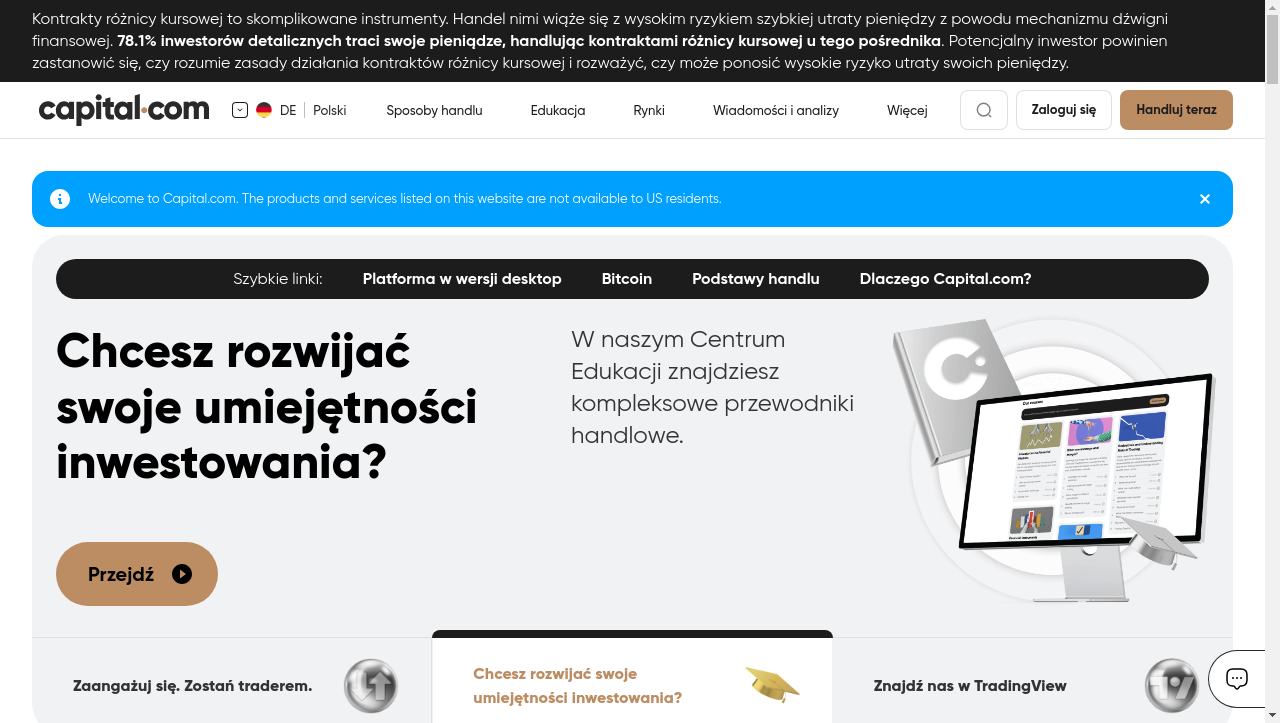 Kontrakty różnicy kursowej to skomplikowane instrumenty. Handel nimi wiąże się z wysokim ryzykiem szybkiej utraty pieniędzy z powodu mechanizmu dźwigni
finansowej. 78.1% inwestorów detalicznych traci swoje pieniądze, handlując kontraktami różnicy kursowej u tego pośrednika. Potencjalny inwestor powinien
zastanowić się, czy rozumie zasady działania kontraktów różnicy kursowej i rozważyć, czy może ponosić wysokie ryzyko utraty swoich pieniędzy.
capital.com DE Polski Sposoby handlu Edukacja Rynki Wiadomości i analizy Więcej Zaloguj się Handluj teraz
Welcome to Capital.com. The products and services listed on this website are not available to US residents.
Szybkie linki: Platforma w wersji desktop Bitcoin Podstawy handlu Dlaczego Capital.com?
Chcesz rozwijać
swoje umiejętności
inwestowania?
W naszym Centrum
Edukacji znajdziesz
kompleksowe przewodniki
handlowe.
Przejdź
Zaangażuj się. Zostań traderem.
Chcesz rozwijać swoje
umiejętności inwestowania?
Znajdź nas w TradingView